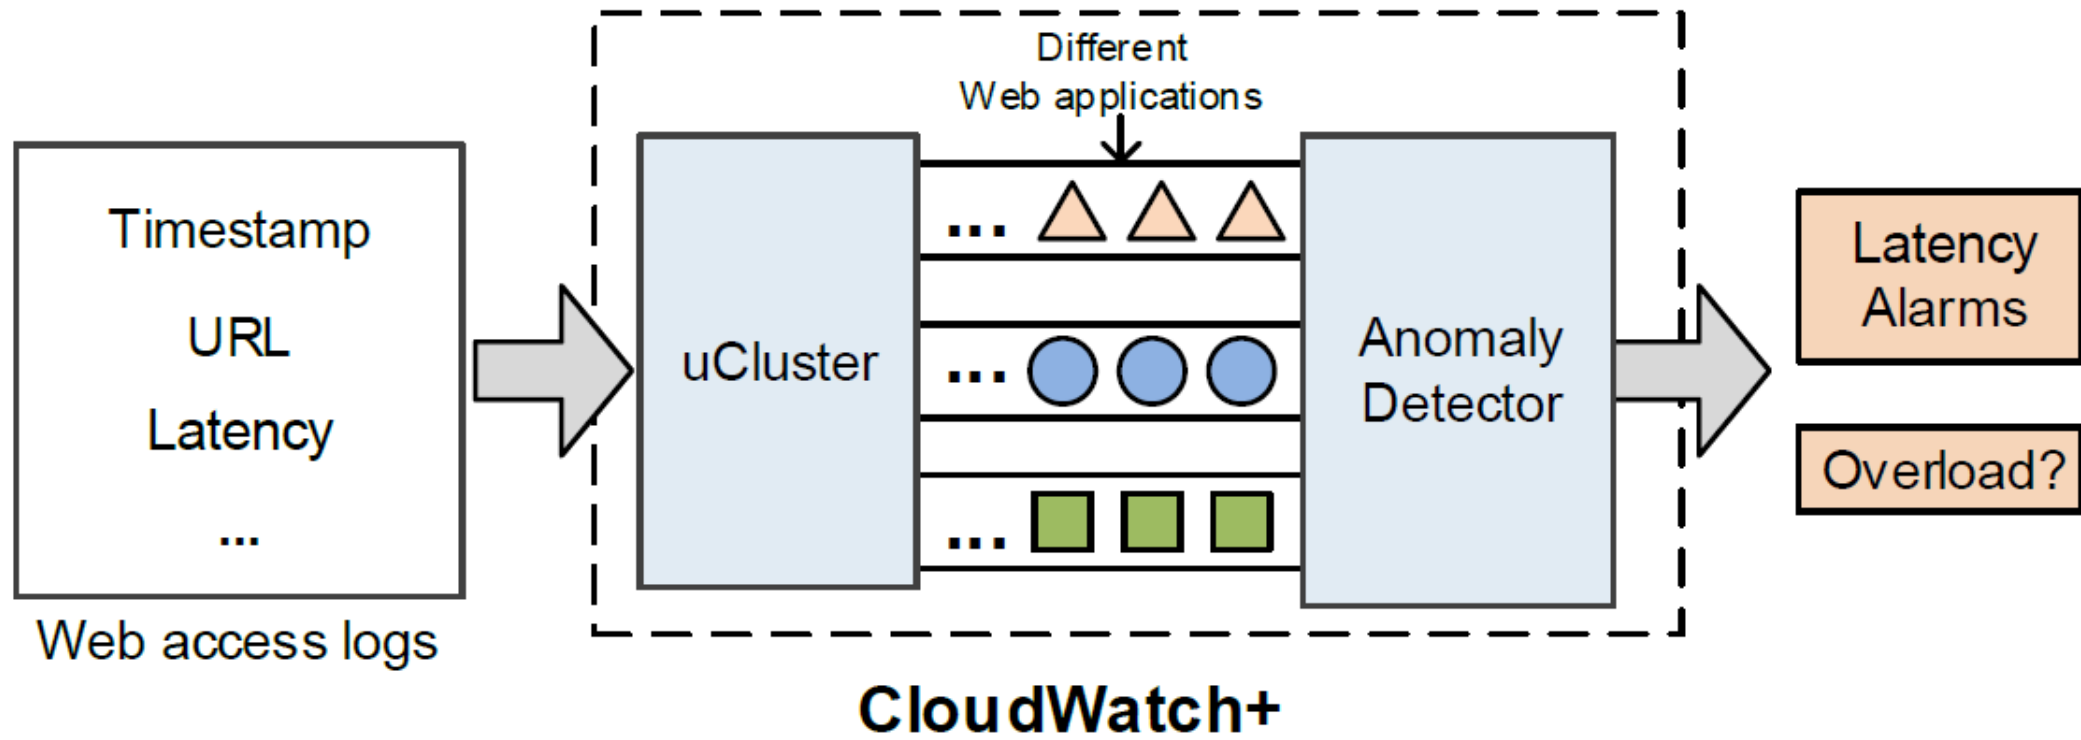 Different
Web applications
Timestamp
URL
Latency
...
Web access logs
uCluster
...
...
...
Anomaly
Detector
Latency
Alarms
Overload?
CloudWatch+